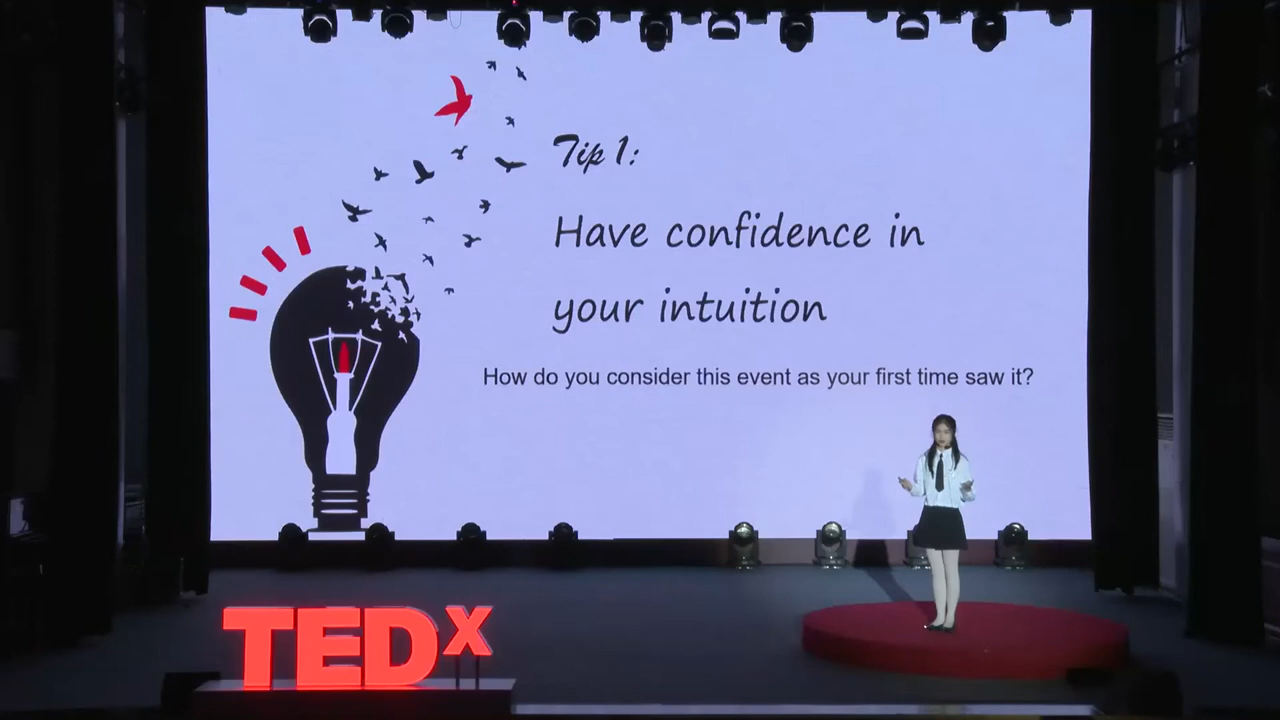 Tip 1:
Have confidence in
your intuition
How do you consider this event as your first time saw it?
TEDx